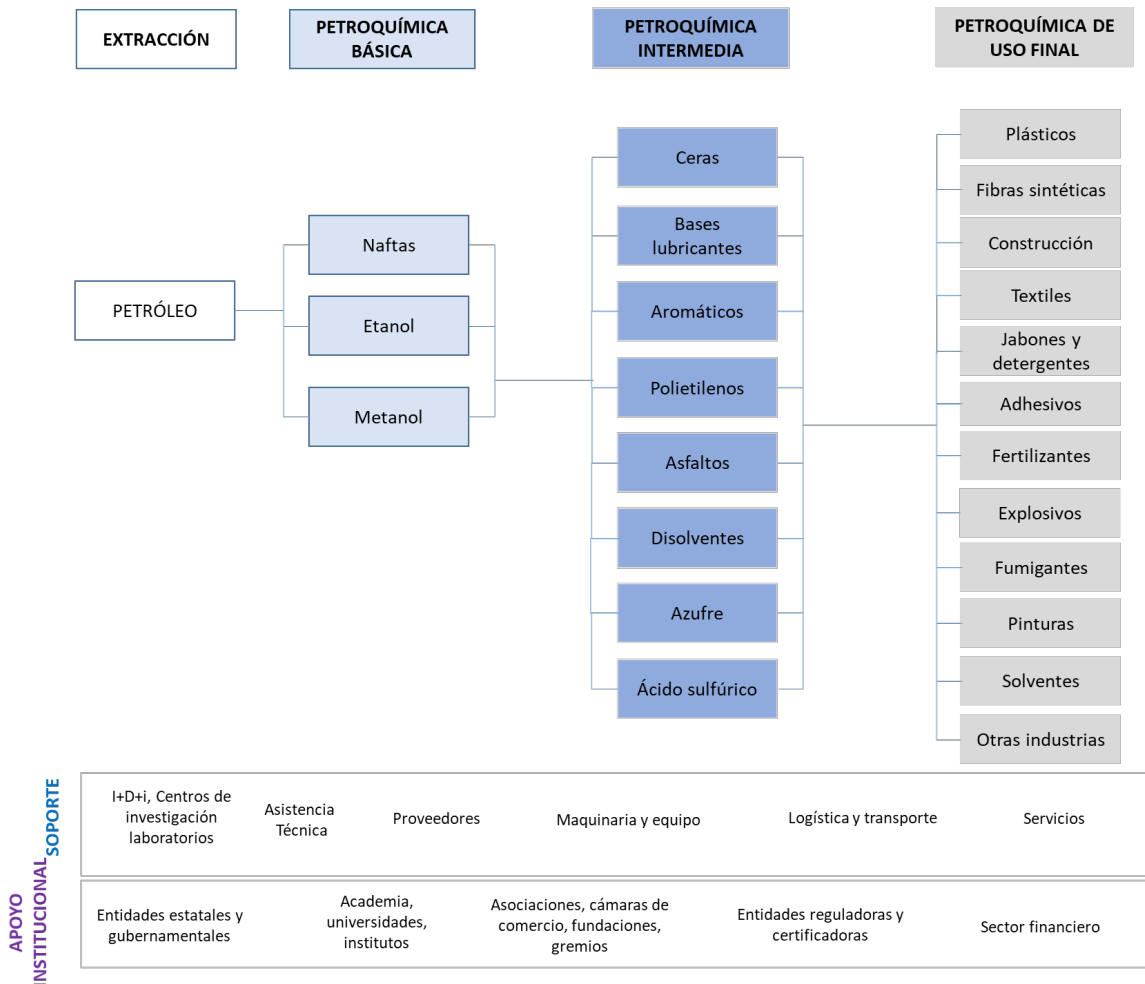 EXTRACCIÓN
PETROQUÍMICA
BÁSICA
PETROQUÍMICA
INTERMEDIA
PETROQUÍMICA DE
USO FINAL
PETRÓLEO
Naftas
Etanol
Metanol
Ceras
Bases
lubricantes
Aromáticos
Polietilenos
Asfaltos
Disolventes
Azufre
Ácido sulfúrico
Plásticos
Fibras sintéticas
Construcción
Textiles
Jabones y
detergentes
Adhesivos
Fertilizantes
Explosivos
Fumigantes
Pinturas
Solventes
Otras industrias
SOPORTE
I+D+i, Centros de
investigación
laboratorios
Asistencia
Técnica
Proveedores
Maquinaria y equipo
Logística y transporte
Servicios
APOYO
INSTITUCIONAL
Entidades estatales y
gubernamentales
Academia,
universidades,
institutos
Asociaciones, cámaras de
comercio, fundaciones,
gremios
Entidades reguladoras y
certificadoras
Sector financiero